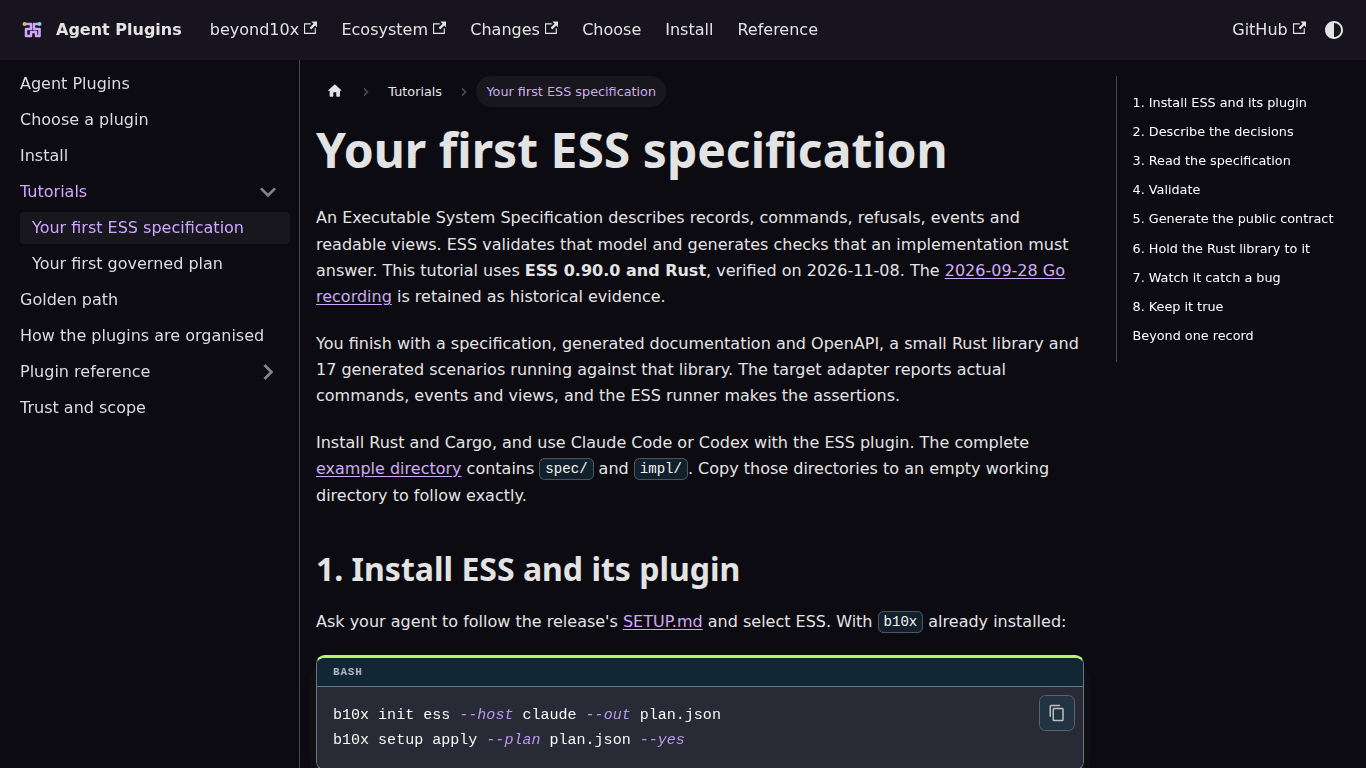 Agent Plugins
beyond10x
Ecosystem
Changes
Choose
Install
Reference
GitHub
Agent Plugins
Choose a plugin
Install
Tutorials
Your first ESS specification
Your first governed plan
Golden path
How the plugins are organised
Plugin reference
Trust and scope
Tutorials
Your first ESS specification
Your first ESS specification
An Executable System Specification describes records, commands, refusals, events and
readable views. ESS validates that model and generates checks that an implementation must
answer. This tutorial uses ESS 0.90.0 and Rust, verified on 2026-11-08. The 2026-09-28 Go
recording is retained as historical evidence.
You finish with a specification, generated documentation and OpenAPI, a small Rust library and
17 generated scenarios running against that library. The target adapter reports actual
commands, events and views, and the ESS runner makes the assertions.
Install Rust and Cargo, and use Claude Code or Codex with the ESS plugin. The complete
example directory contains spec/ and impl/. Copy those directories to an empty working
directory to follow exactly.
1. Install ESS and its plugin
Ask your agent to follow the release's SETUP.md and select ESS. With b10x already installed:
BASH
b10x init ess --host claude --out plan.json
b10x setup apply --plan plan.json --yes
1. Install ESS and its plugin
2. Describe the decisions
3. Read the specification
4. Validate
5. Generate the public contract
6. Hold the Rust library to it
7. Watch it catch a bug
8. Keep it true
Beyond one record